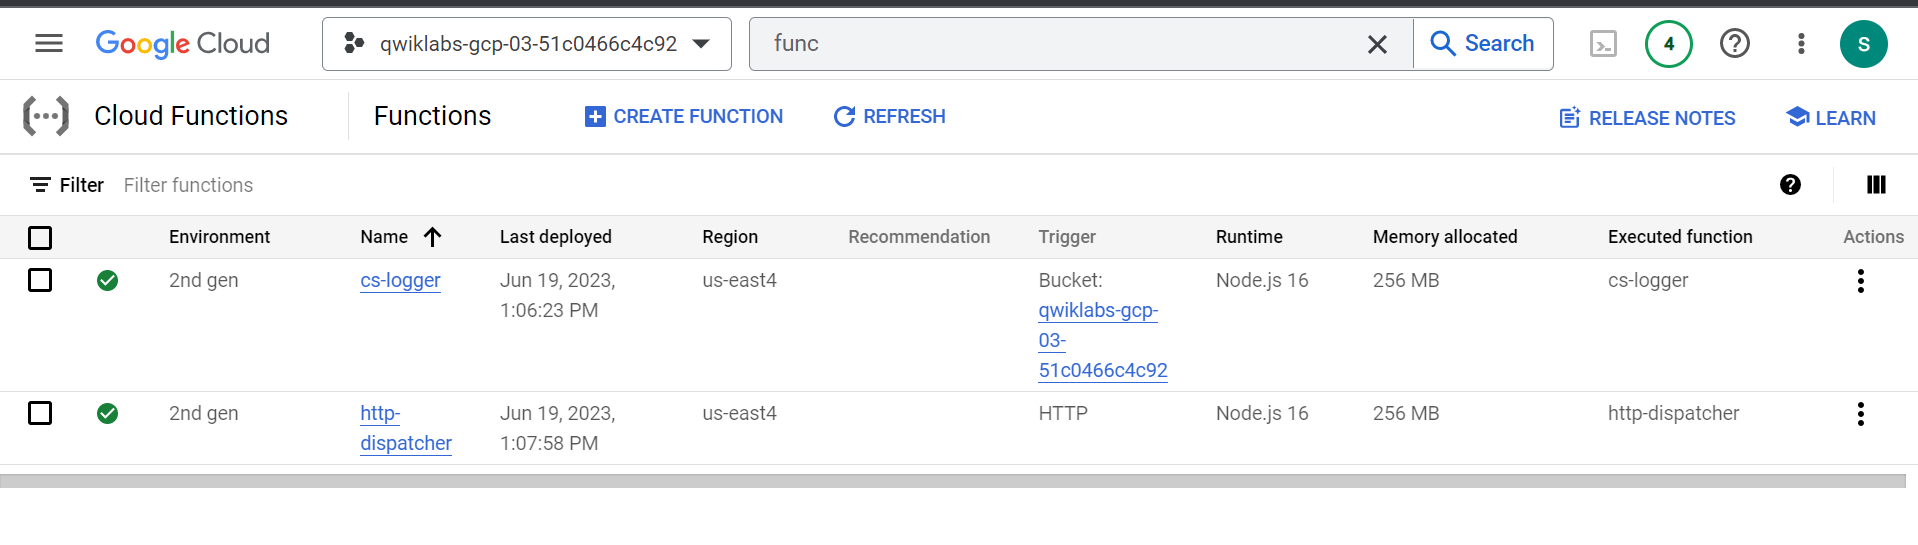 Google Cloud qwiklabs-gcp-03-51c0466c4c92 func Search 4 S
Cloud Functions Functions CREATE FUNCTION REFRESH RELEASE NOTES LEARN
Filter Filter functions
Environment Name Last deployed Region Recommendation Trigger Runtime Memory allocated Executed function Actions
2nd gen cs-logger Jun 19, 2023, us-east4 Bucket: Node.js 16 256 MB cs-logger
1:06:23 PM qwiklabs-gcp-
03-
51c0466c4c92
2nd gen http- Jun 19, 2023, us-east4 HTTP Node.js 16 256 MB http-dispatcher
dispatcher 1:07:58 PM